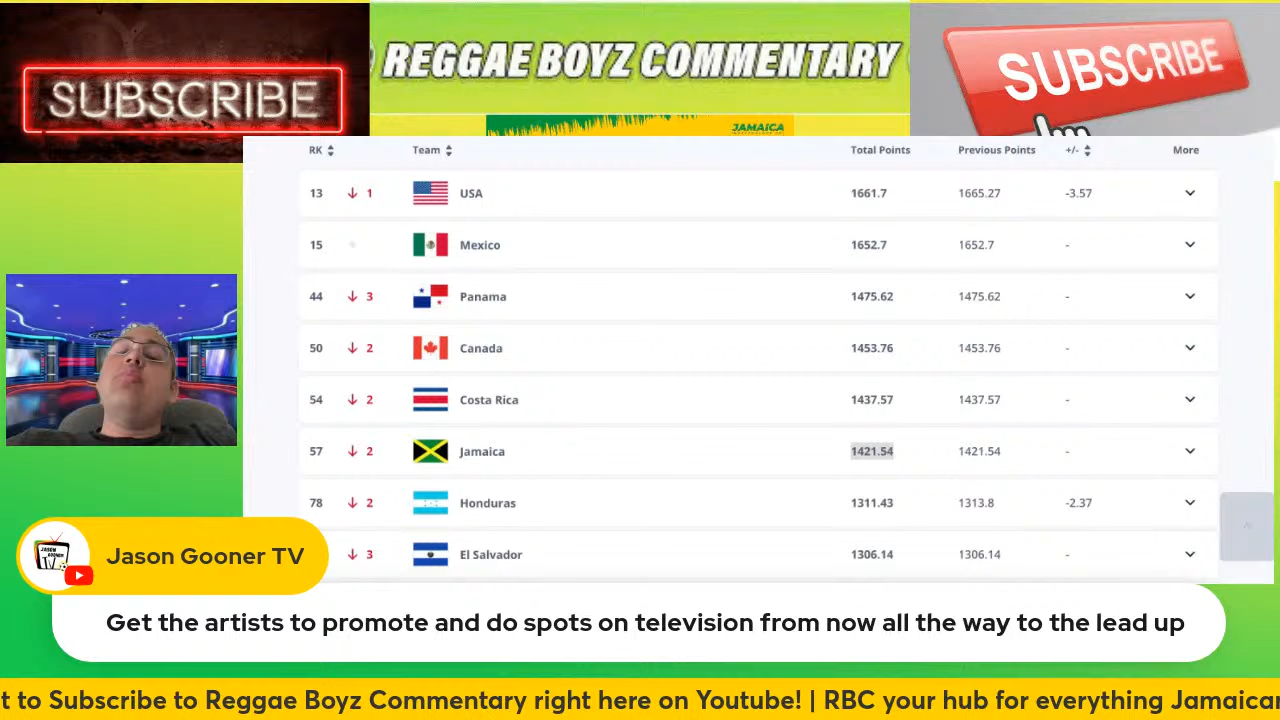 SUBSCRIBE
REGGAE BOYZ COMMENTARY
SUBSCRIBE
JAMAICA
RK Team Total Points Previous Points +/- More
13 1 USA 1661.7 1665.27 -3.57
15 Mexico 1652.7 1652.7 -
44 3 Panama 1475.62 1475.62 -
50 2 Canada 1453.76 1453.76 -
54 2 Costa Rica 1437.57 1437.57 -
57 2 Jamaica 1421.54 1421.54 -
78 2 Honduras 1311.43 1313.8 -2.37
3 El Salvador 1306.14 1306.14 -
JASON
GOONER
TV
Jason Gooner TV
Get the artists to promote and do spots on television from now all the way to the lead up
t to Subscribe to Reggae Boyz Commentary right here on Youtube! | RBC your hub for everything Jamaica